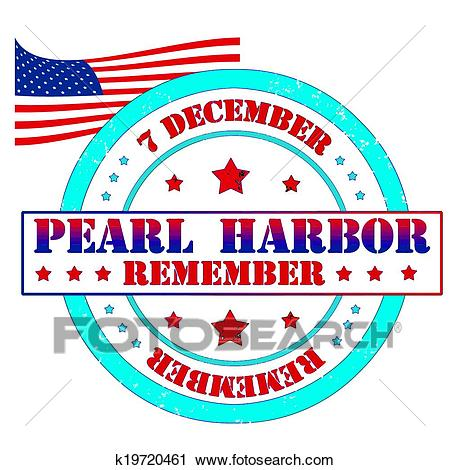 7 DECEMBER
PEARL HARBOR
REMEMBER
REMEMBER
FOTOSEARCH®
k19720461 www.fotosearch.com